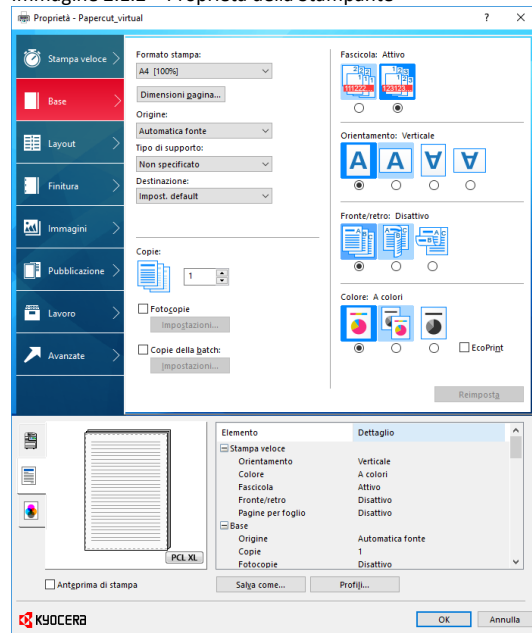 Immagine 2.2.2 – Proprietà della Stampante
Proprietà - Papercut_virtual
Stampa veloce
Base
Layout
Finitura
Immagini
Pubblicazione
Lavoro
Avanzate
Formato stampa:
A4 [100%]
Dimensioni pagina...
Origine:
Automatica fonte
Tipo di supporto:
Non specificato
Destinazione:
Impost. default
Copie:
1
Fotocopie
Impostazioni...
Copie della batch:
Impostazioni...
Fascicola: Attivo
111222
123123
Orientamento: Verticale
A A A A
Fronte/retro: Disattivo
Colore: A colori
EcoPrint
Reimposta
PCL XL
Anteprima di stampa
Elemento Dettaglio
Stampa veloce
Orientamento Verticale
Colore A colori
Fascicola Attivo
Fronte/retro Disattivo
Pagine per foglio Disattivo
Base
Origine Automatica fonte
Copie 1
Fotocopie Disattivo
Salva come... Profili...
KYOCERA
OK Annulla